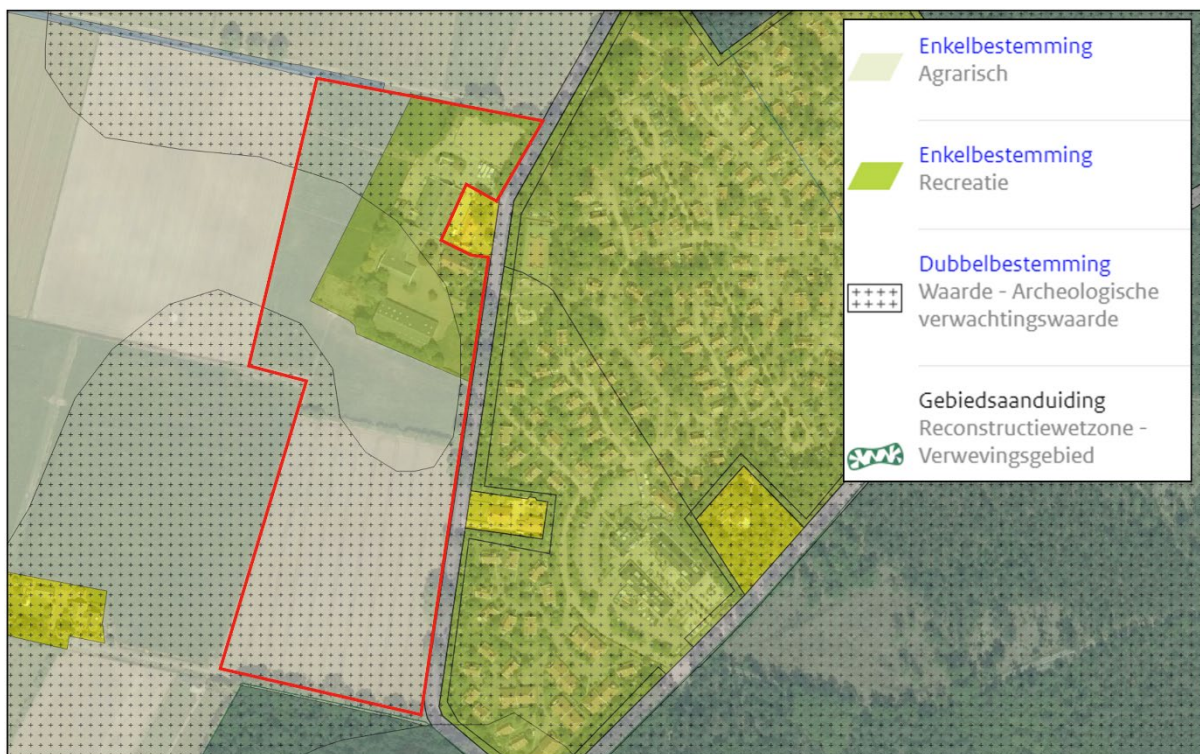 Enkelbestemming
Agrarisch
Enkelbestemming
Recreatie
Dubbelbestemming
Waarde - Archeologische
verwachtingswaarde
Gebiedsaanduiding
Reconstructiewetzone -
Verwevingsgebied